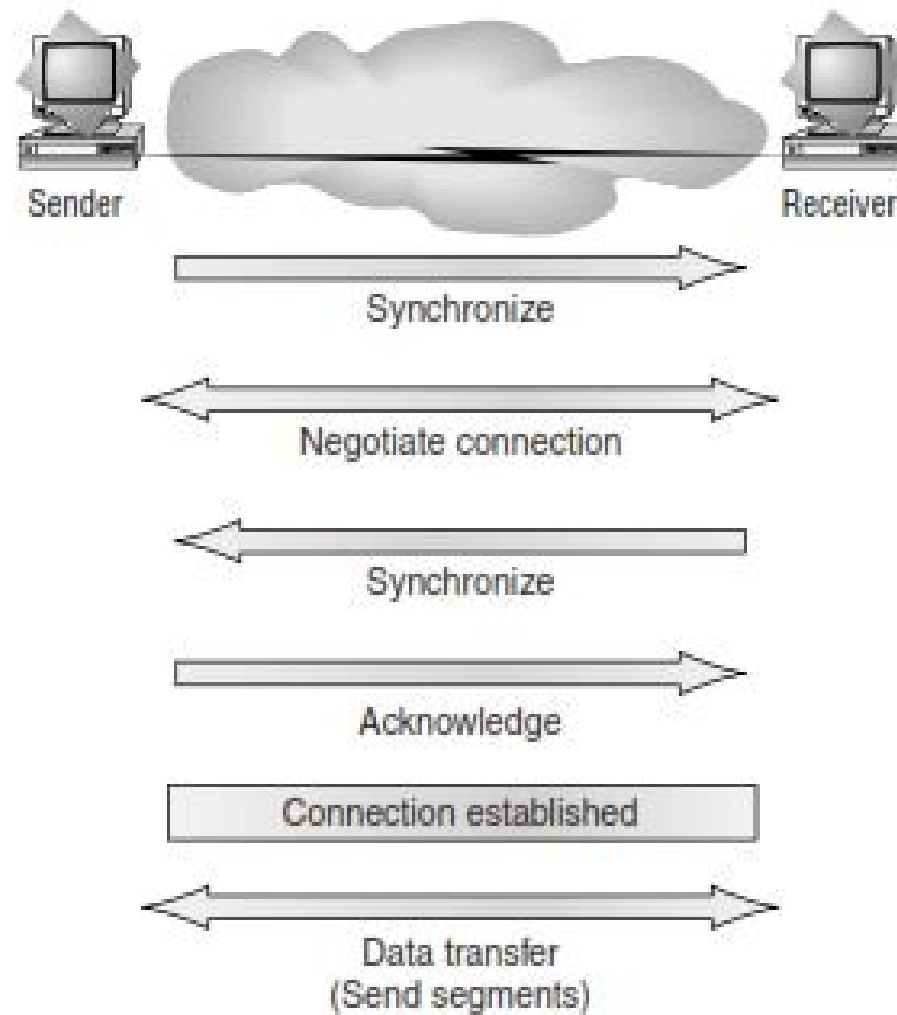 Sender
Receiver
Synchronize
Negotiate connection
Synchronize
Acknowledge
Connection established
Data transfer
(Send segments)